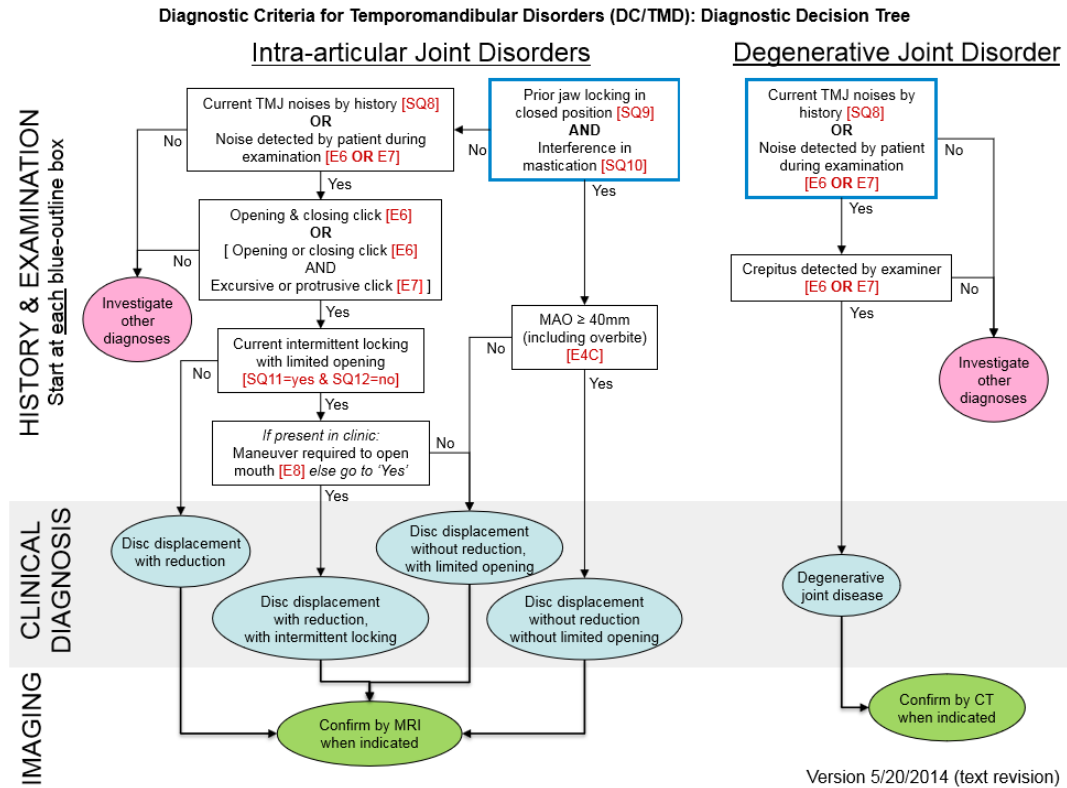 Diagnostic Criteria for Temporomandibular Disorders (DC/TMD): Diagnostic Decision Tree
Intra-articular Joint Disorders
Degenerative Joint Disorder
HISTORY & EXAMINATION
Start at each blue-outline box
Current TMJ noises by history [SQ8]
OR
Noise detected by patient during
examination [E6 OR E7]
No
Yes
Prior jaw locking in
closed position [SQ9]
AND
Interference in
mastication [SQ10]
No
Yes
Opening & closing click [E6]
OR
[ Opening or closing click [E6]
AND
Excursive or protrusive click [E7] ]
No
Yes
Investigate
other
diagnoses
Current intermittent locking
with limited opening
[SQ11=yes & SQ12=no]
No
Yes
MAO ≥ 40mm
(including overbite)
[E4C]
No
Yes
If present in clinic:
Maneuver required to open
mouth [E8] else go to ‘Yes’
No
Yes
Current TMJ noises by
history [SQ8]
OR
Noise detected by patient
during examination
[E6 OR E7]
No
Yes
Crepitus detected by examiner
[E6 OR E7]
No
Yes
Investigate
other
diagnoses
CLINICAL
DIAGNOSIS
Disc displacement
with reduction
Disc displacement
with reduction,
with intermittent locking
Disc displacement
without reduction,
with limited opening
Disc displacement
without reduction
without limited opening
Degenerative
joint disease
IMAGING
Confirm by MRI
when indicated
Confirm by CT
when indicated
Version 5/20/2014 (text revision)